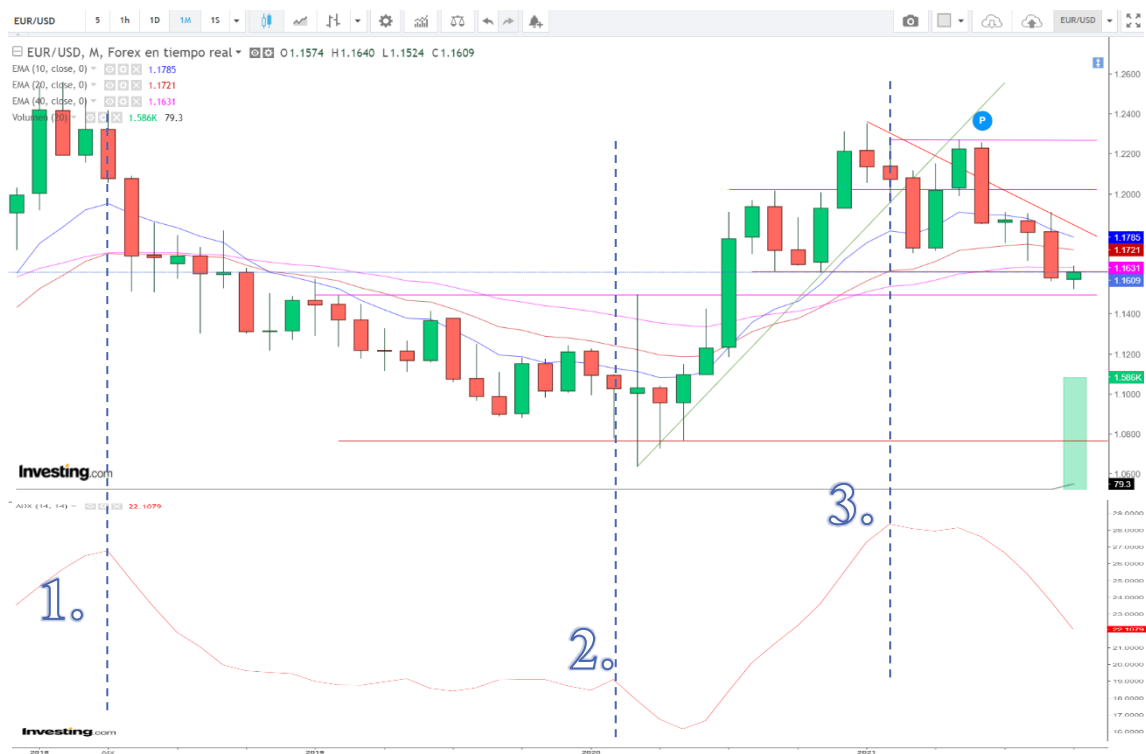 EUR/USD 5 1h 1D 1M 1S EUR/USD
EUR/USD, M, Forex en tiempo real O1.1574 H1.1640 L1.1524 C1.1609
EMA (10, close, 0) 1.1785
EMA (20, close, 0) 1.1721
EMA (40, close, 0) 1.1631
Volumen (20) 1.586K 79.3
P
1.2600
1.2400
1.2200
1.2000
1.1785
1.1721
1.1631
1.1609
1.1400
1.1200
1.586K
1.1000
1.0800
1.0600
79.3
Investing.com
ADX (14, 14) 22.1079
1.
2.
3.
29.0000
28.0000
27.0000
26.0000
25.0000
24.0000
23.0000
22.1079
21.0000
20.0000
19.0000
18.0000
17.0000
16.0000
Investing.com
2018 Apr 2019 2020 2021